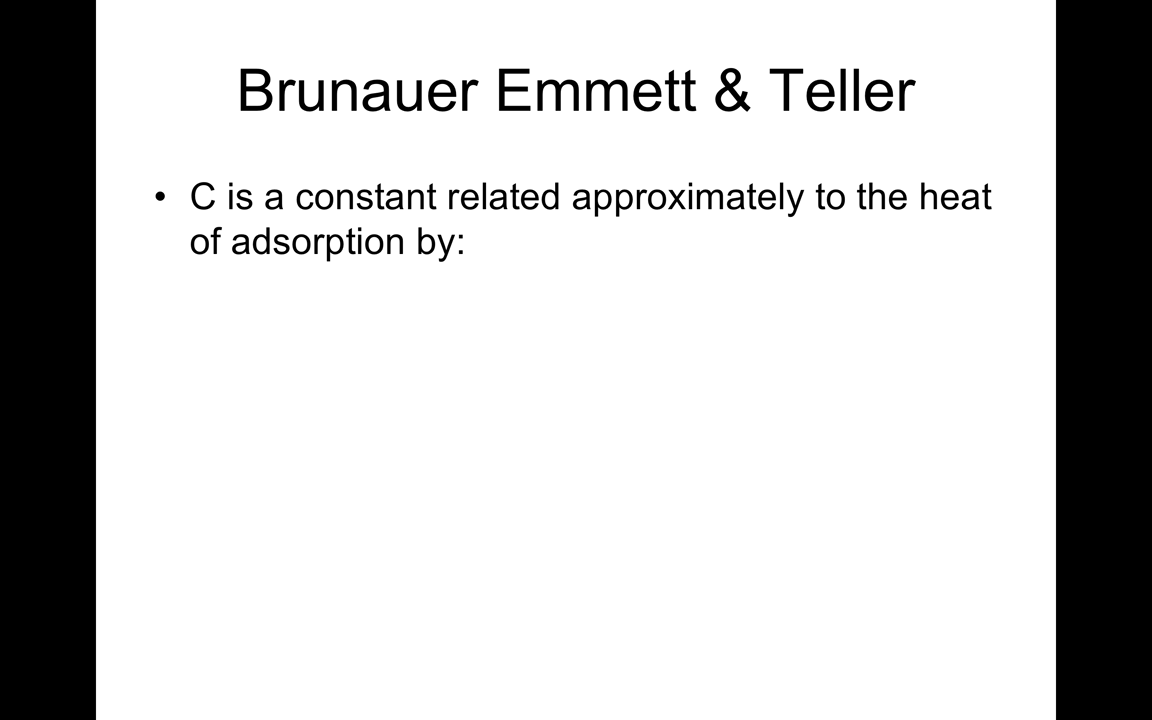 Brunauer Emmett & Teller
• C is a constant related approximately to the heat
of adsorption by: